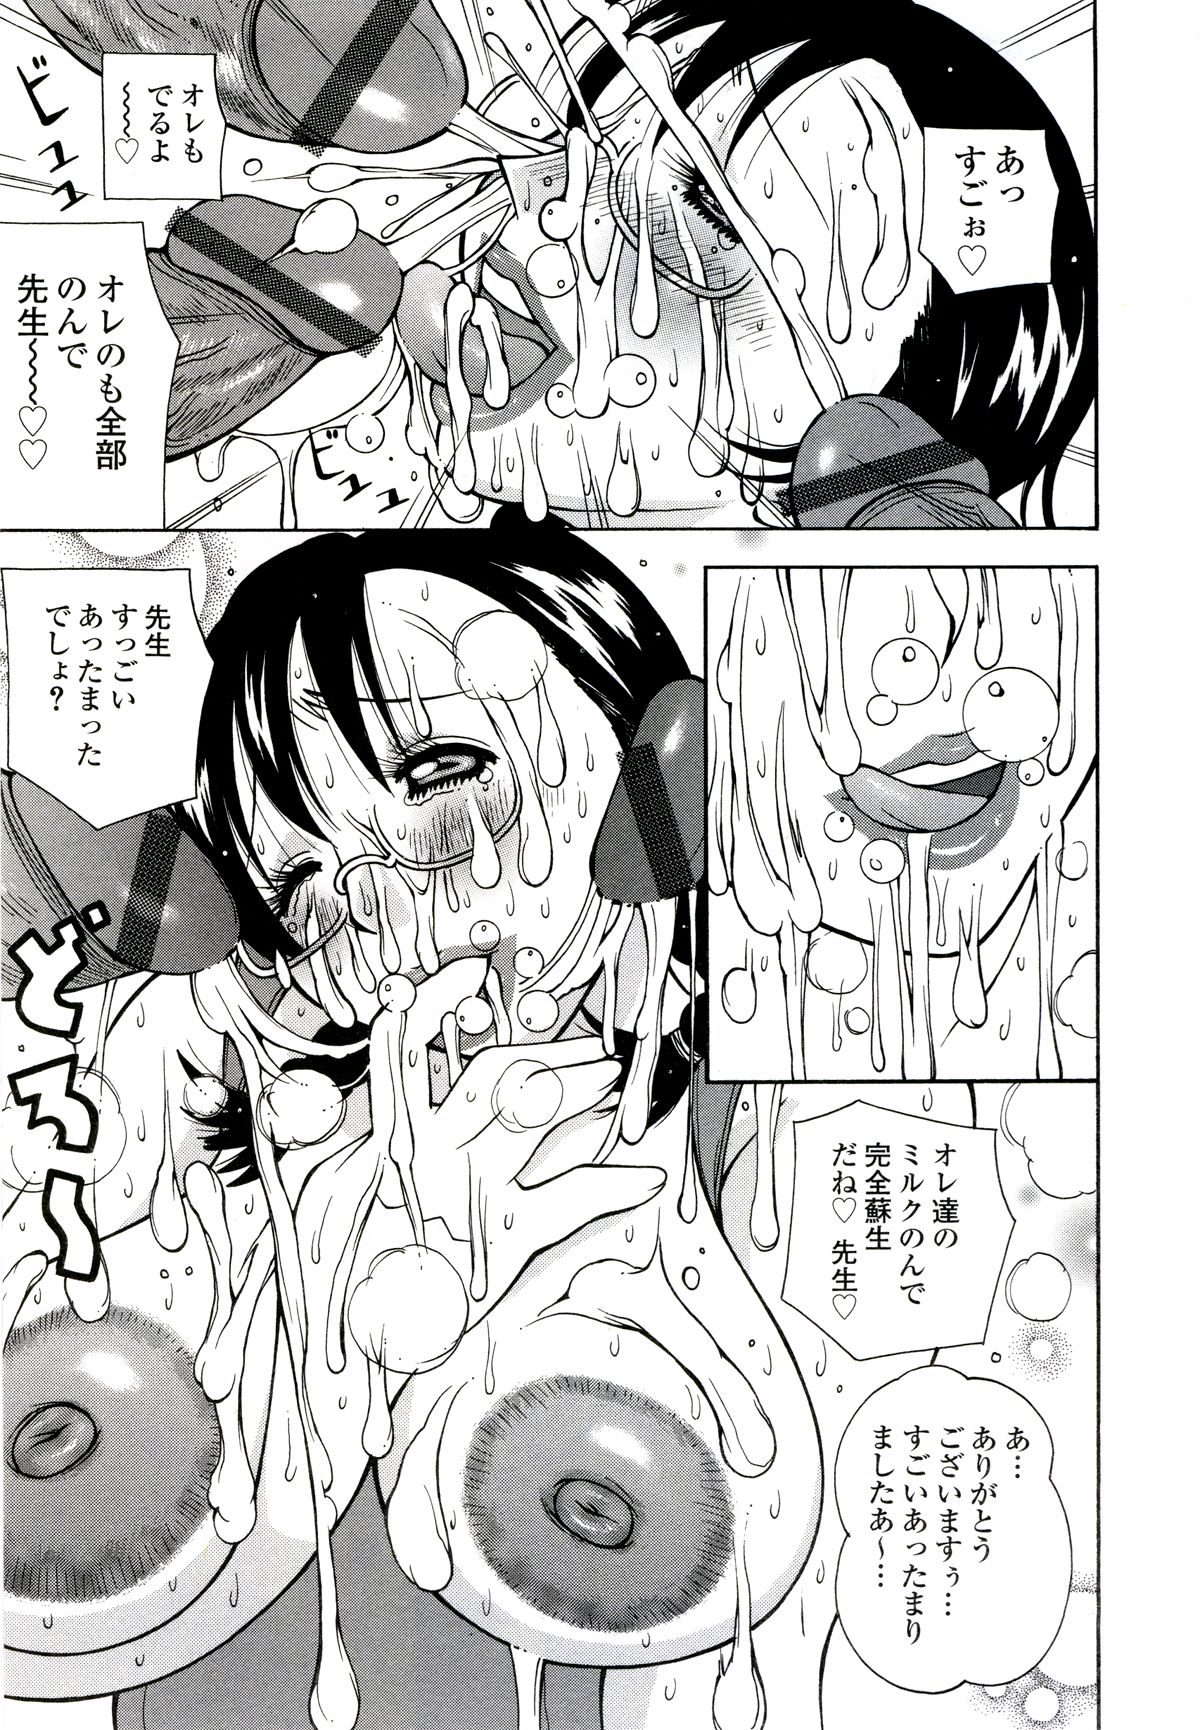 あっ
すごぉ♡
オレも
でるよ
～～♡
ビュュ
オレのも全部
のんで
先生～～～♡♡
ビュュ
オレ達の
ミルクのんで
完全蘇生
だね♡ 先生♡
先生
すっごい
あったまった
でしょ?
どろ～
あ…
ありがとう
ございますぅ…
すごいあったまり
ましたあ～…